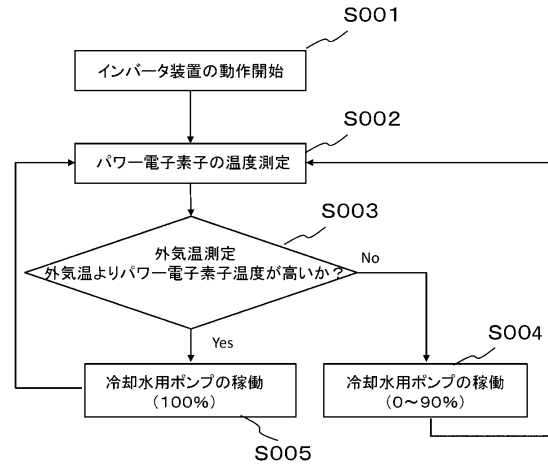 S001
インバータ装置の動作開始
S002
パワー電子素子の温度測定
S003
外気温測定
外気温よりパワー電子素子温度が高いか？
No
Yes
S004
冷却水用ポンプの稼働
（100%）
冷却水用ポンプの稼働
（0～90%）
S005